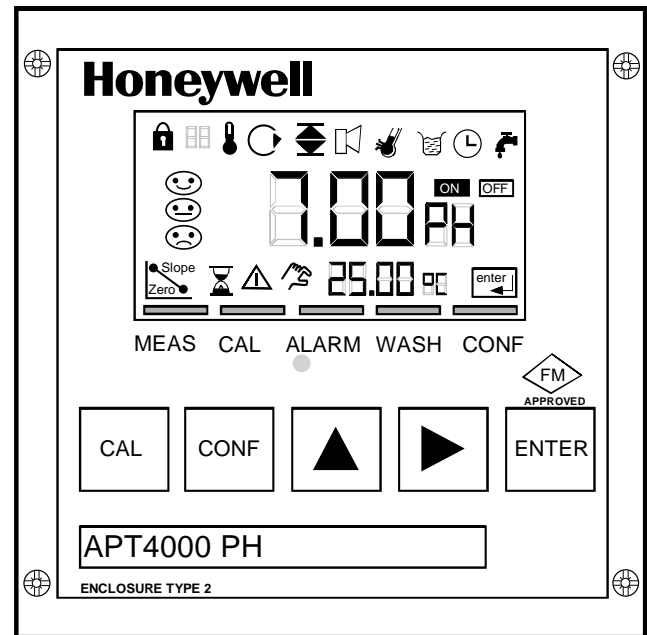 Honeywell
7.00 PH
ON OFF
Slope
Zero
25.00 °C
enter
MEAS CAL ALARM WASH CONF
FM
APPROVED
CAL CONF ENTER
APT4000 PH
ENCLOSURE TYPE 2